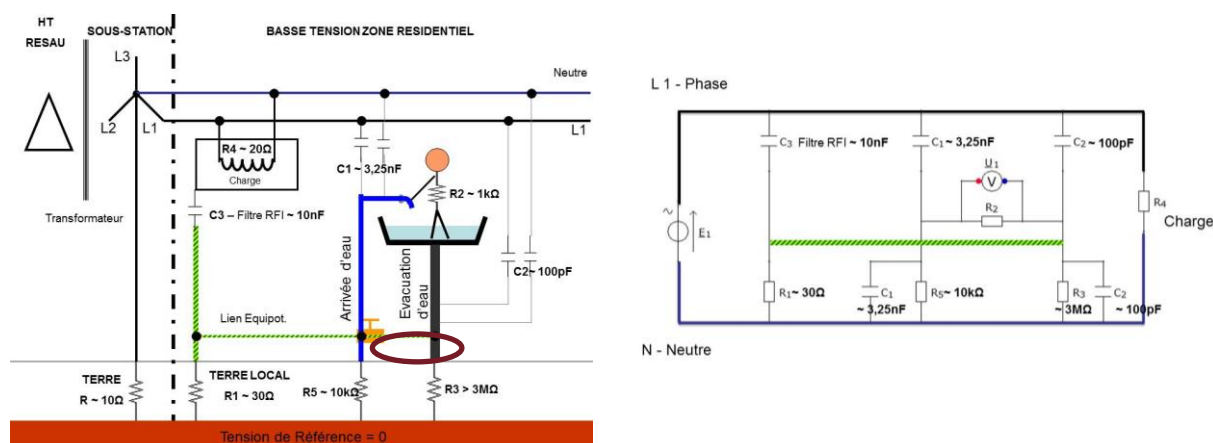 HT
RESAU
SOUS-STATION
BASSE TENSION ZONE RESIDENTIEL
L3
Neutre
L2
L1
L1
R4 ~ 20Ω
Charge
C1 ~ 3,25nF
R2 ~ 1kΩ
Transformateur
C3 – Filtre RFI ~ 10nF
Arrivée d'eau
Evacuation
d'eau
C2~ 100pF
Lien Equipot.
TERRE
R ~ 10Ω
TERRE LOCAL
R1 ~ 30Ω
R5 ~ 10kΩ
R3 > 3MΩ
Tension de Référence = 0
L 1 - Phase
C3 Filtre RFI ~ 10nF
C1 ~ 3,25nF
C2 ~ 100pF
U1
V
R2
R4
Charge
~
E1
R1 ~ 30Ω
C1
~ 3,25nF
R5 ~ 10kΩ
R3
~ 3MΩ
C2
~ 100pF
N - Neutre